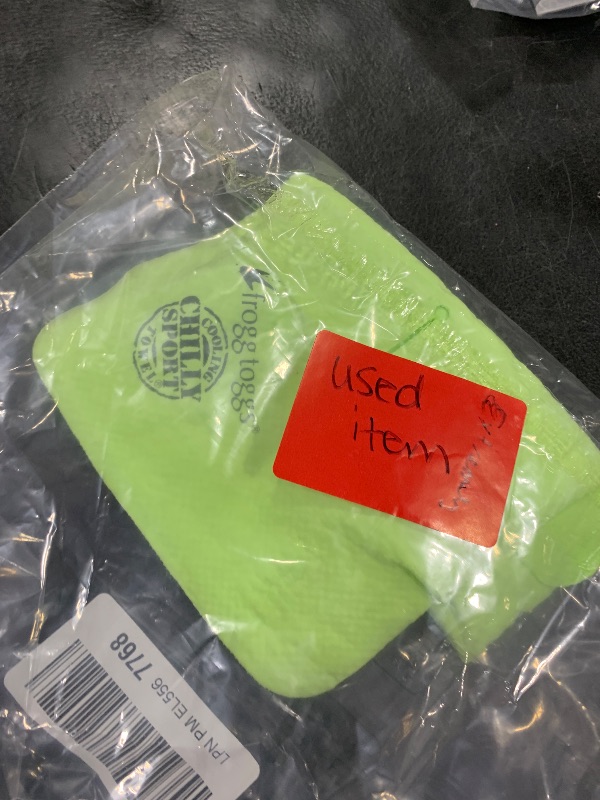 frogg toggs
COOLING
CHILLY
SPORT
TOWEL
used
item
LPN PM EL556 7768